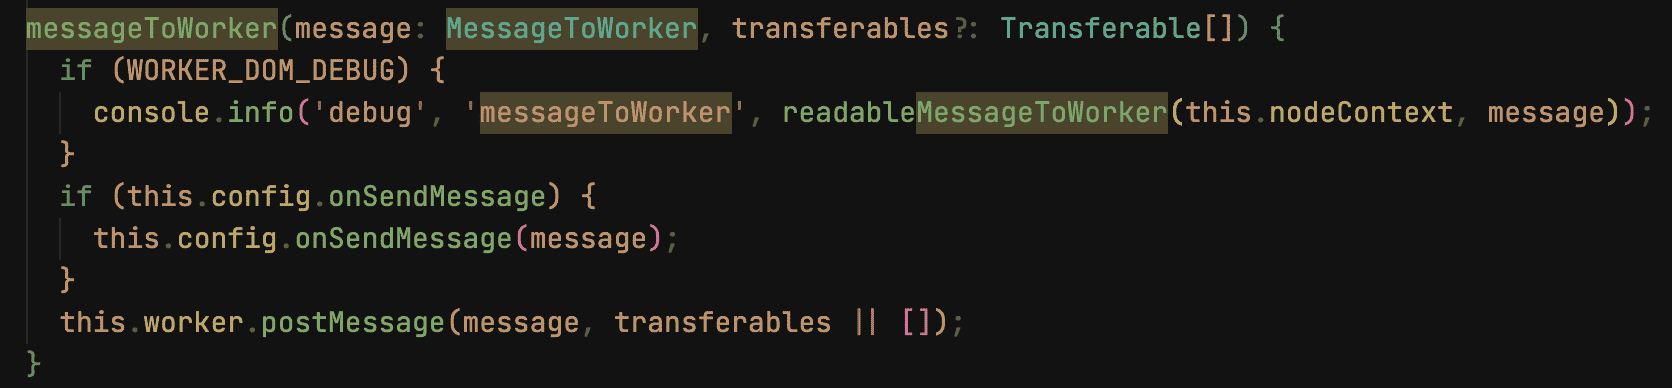 messageToWorker(message: MessageToWorker, transferables?: Transferable[]) {
  if (WORKER_DOM_DEBUG) {
    console.info('debug', 'messageToWorker', readableMessageToWorker(this.nodeContext, message));
  }
  if (this.config.onSendMessage) {
    this.config.onSendMessage(message);
  }
  this.worker.postMessage(message, transferables || []);
}